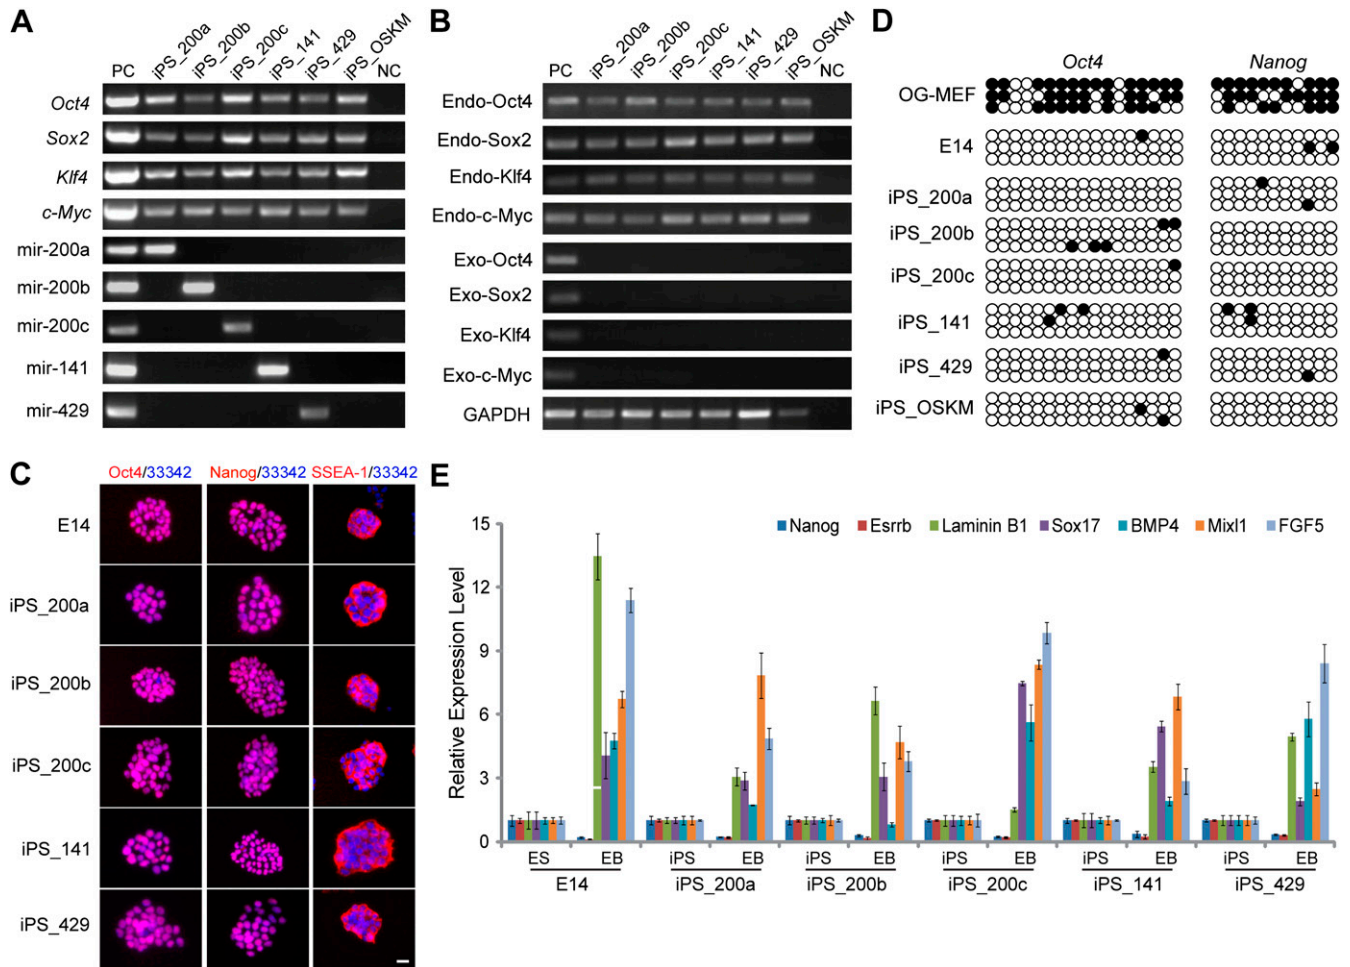 A
PC iPS_200a iPS_200b iPS_200c iPS_141 iPS_429 iPS_OSKM NC
Oct4
Sox2
Klf4
c-Myc
mir-200a
mir-200b
mir-200c
mir-141
mir-429
B
PC iPS_200a iPS_200b iPS_200c iPS_141 iPS_429 iPS_OSKM NC
Endo-Oct4
Endo-Sox2
Endo-Klf4
Endo-c-Myc
Exo-Oct4
Exo-Sox2
Exo-Klf4
Exo-c-Myc
GAPDH
D
Oct4 Nanog
OG-MEF
E14
iPS_200a
iPS_200b
iPS_200c
iPS_141
iPS_429
iPS_OSKM
C
Oct4/33342 Nanog/33342 SSEA-1/33342
E14
iPS_200a
iPS_200b
iPS_200c
iPS_141
iPS_429
E
Nanog Esrrb Laminin B1 Sox17 BMP4 Mixl1 FGF5
Relative Expression Level
15
12
9
6
3
0
ES EB iPS EB iPS EB iPS EB iPS EB iPS EB
E14 iPS_200a iPS_200b iPS_200c iPS_141 iPS_429